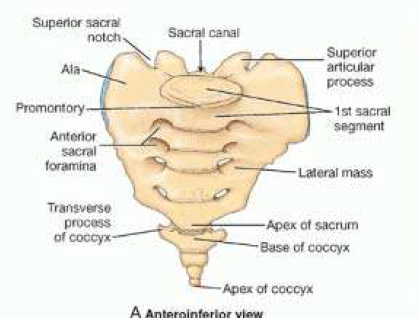 Superior sacral
notch
Sacral canal
Superior
articular
process
Ala
Promontory
1st sacral
segment
Anterior
sacral
foramina
Lateral mass
Transverse
process
of coccyx
Apex of sacrum
Base of coccyx
Apex of coccyx
A Anteroinferior view